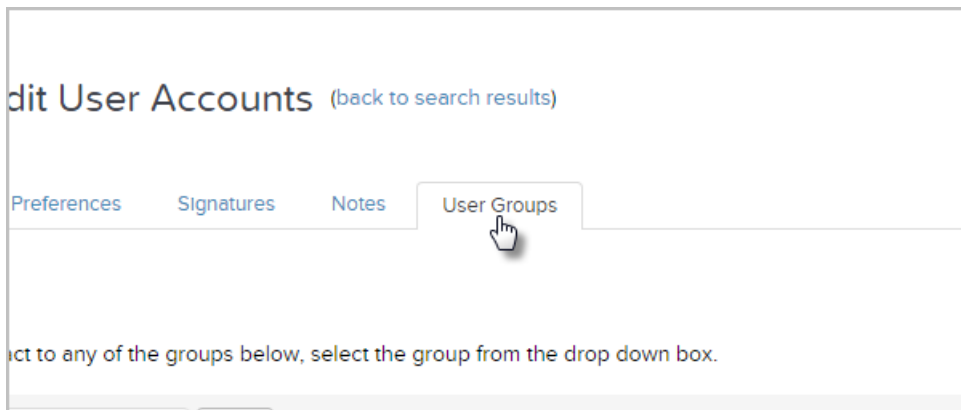 dit User Accounts (back to search results)
Preferences Signatures Notes User Groups
act to any of the groups below, select the group from the drop down box.